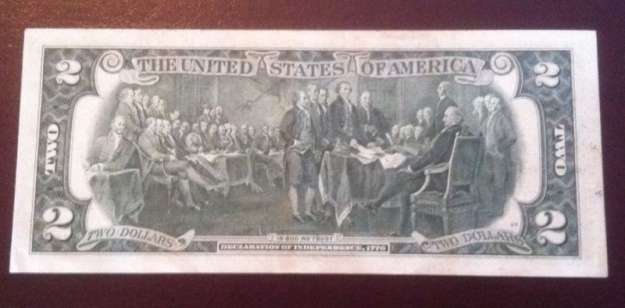 2 THE UNITED STATES OF AMERICA 2
TWO TWO
2 TWO DOLLARS TWO DOLLARS 2
IN GOD WE TRUST
DECLARATION OF INDEPENDENCE, 1776